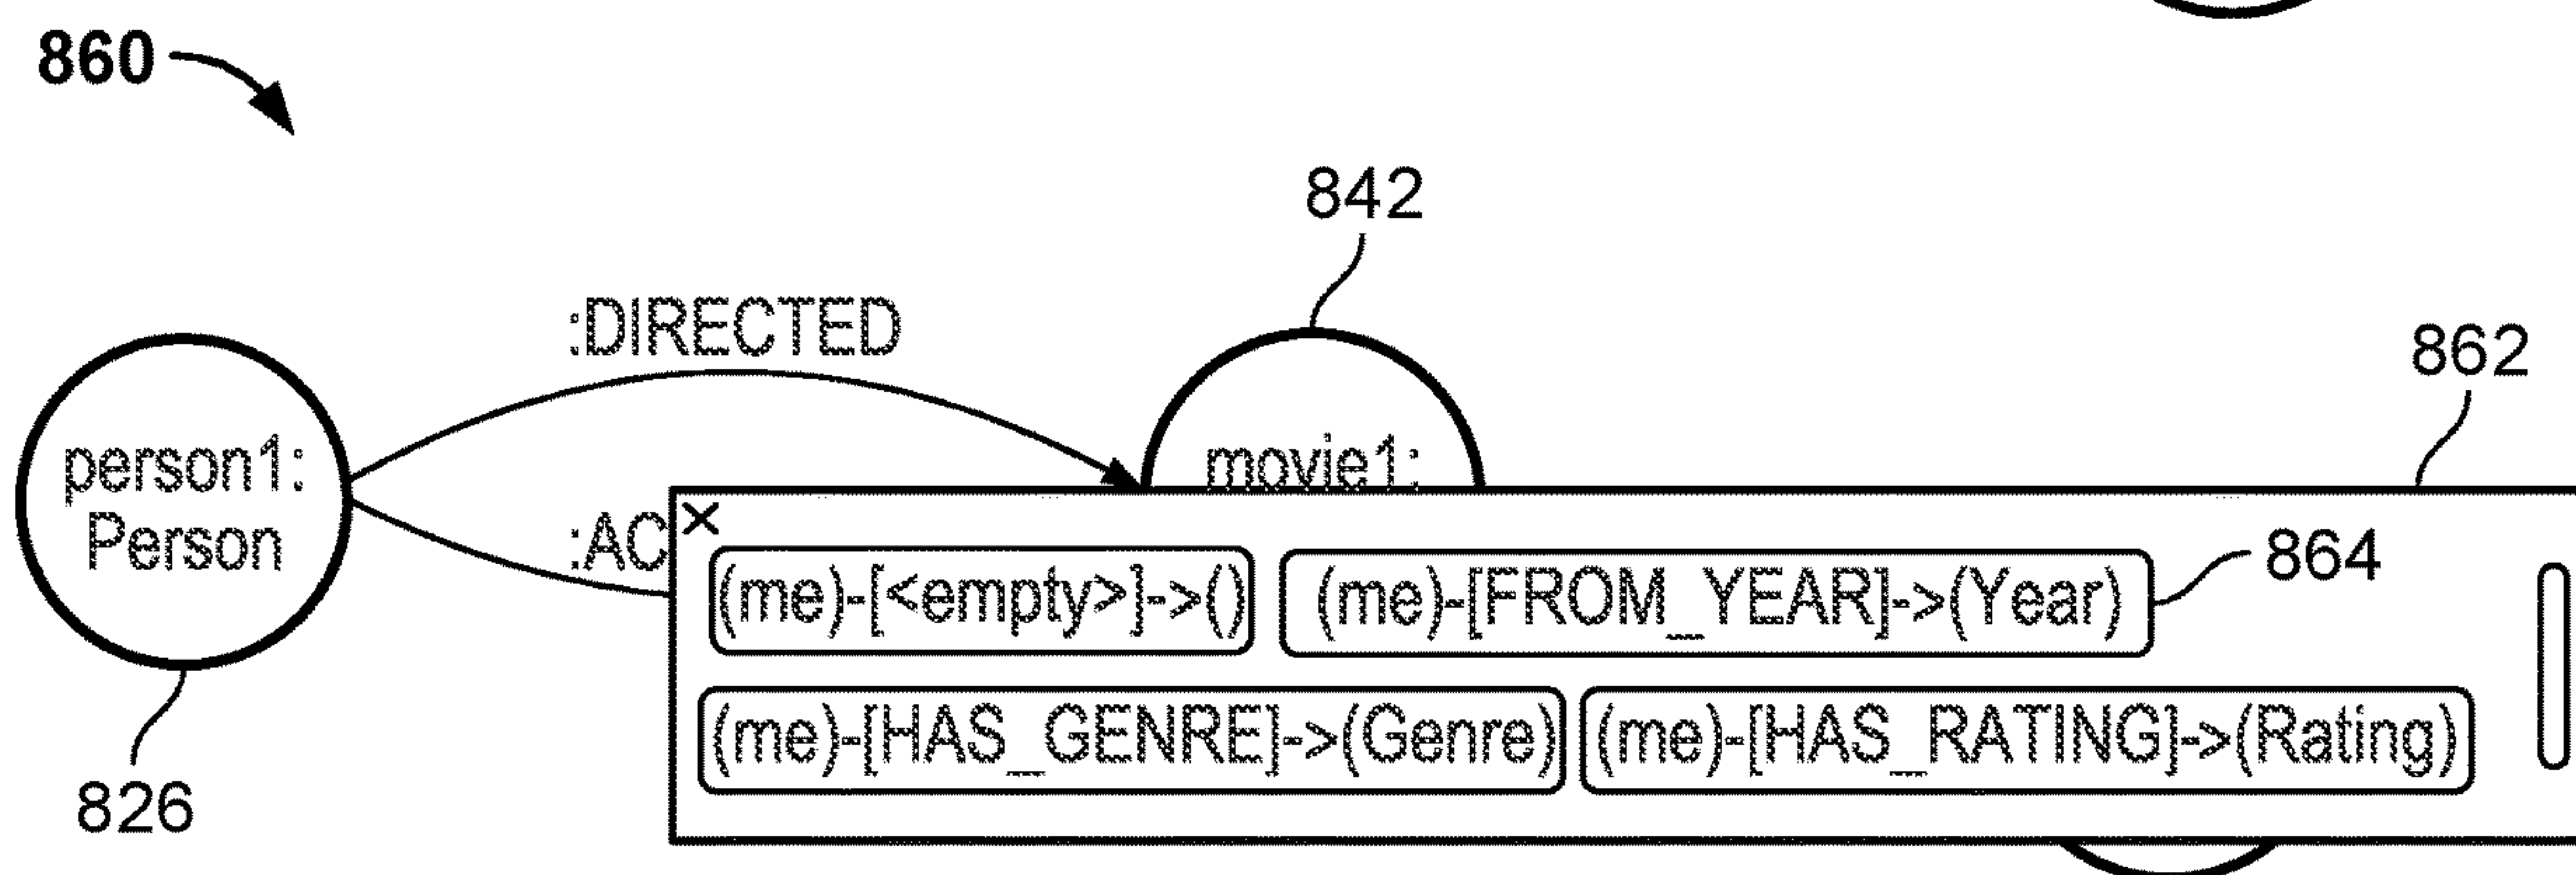 860
842
:DIRECTED
862
person1:
Person
movie1:
:AC
×
864
(me)-[<empty>]->()
(me)-[FROM_YEAR]->(Year)
(me)-[HAS_GENRE]->(Genre)
(me)-[HAS_RATING]->(Rating)
826